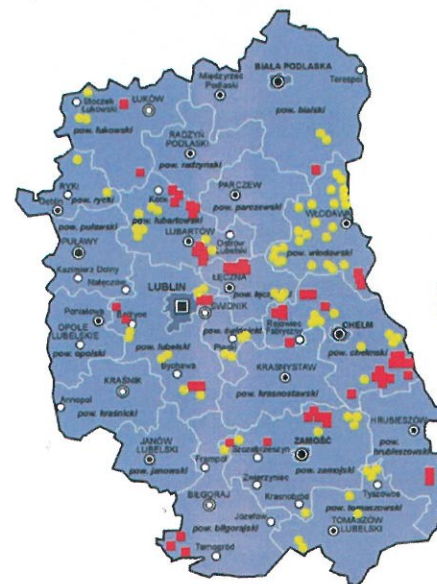 BIAŁA PODLASKA
Międzyrzec
Podlaski
Terespol
pow. bialski
Stoczek
Łukowski
ŁUKÓW
pow. łukowski
RADZYŃ
PODLASKI
pow. radzyński
RYKI
pow. rycki
Dęblin
Kock
PARCZEW
pow. parczewski
WŁODAWA
pow. włodawski
pow. lubartowski
LUBARTÓW
Ostrów
Lubelski
pow. puławski
PUŁAWY
Kazimierz Dolny
Nałęczów
LUBLIN
ŁĘCZNA
ŚWIDNIK
Poniatowa
Bełżyce
OPOLE
LUBELSKIE
pow. opolski
pow. lubelski
Piaski
Rejowiec
Fabryczny
CHEŁM
pow. chełmski
Bychawa
KRASNYSTAW
pow. krasnostawski
KRAŚNIK
Annopol
pow. kraśnicki
HRUBIESZÓW
pow.
hrubieszowski
JANÓW
LUBELSKI
pow. janowski
Frampol
Szczebrzeszyn
ZAMOŚĆ
pow. zamojski
Zwierzyniec
Tyszowce
pow. tomaszowski
BIŁGORAJ
pow. biłgorajski
Krasnobród
Józefów
TOMASZÓW
LUBELSKI
Tarnogród